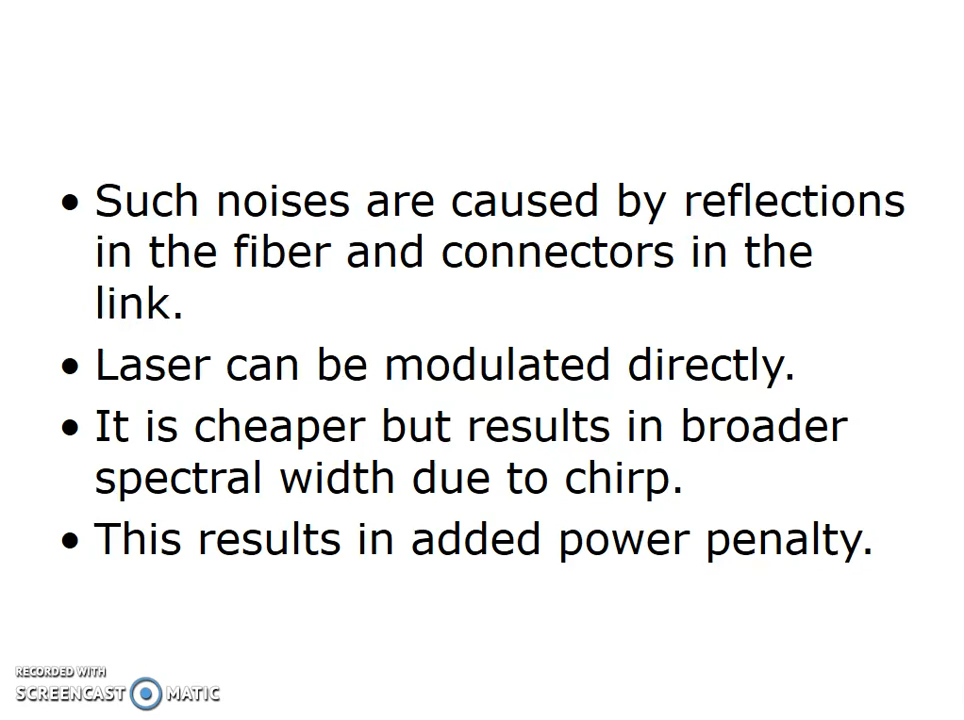 • Such noises are caused by reflections
in the fiber and connectors in the
link.
• Laser can be modulated directly.
• It is cheaper but results in broader
spectral width due to chirp.
• This results in added power penalty.
RECORDED WITH
SCREENCAST MATIC